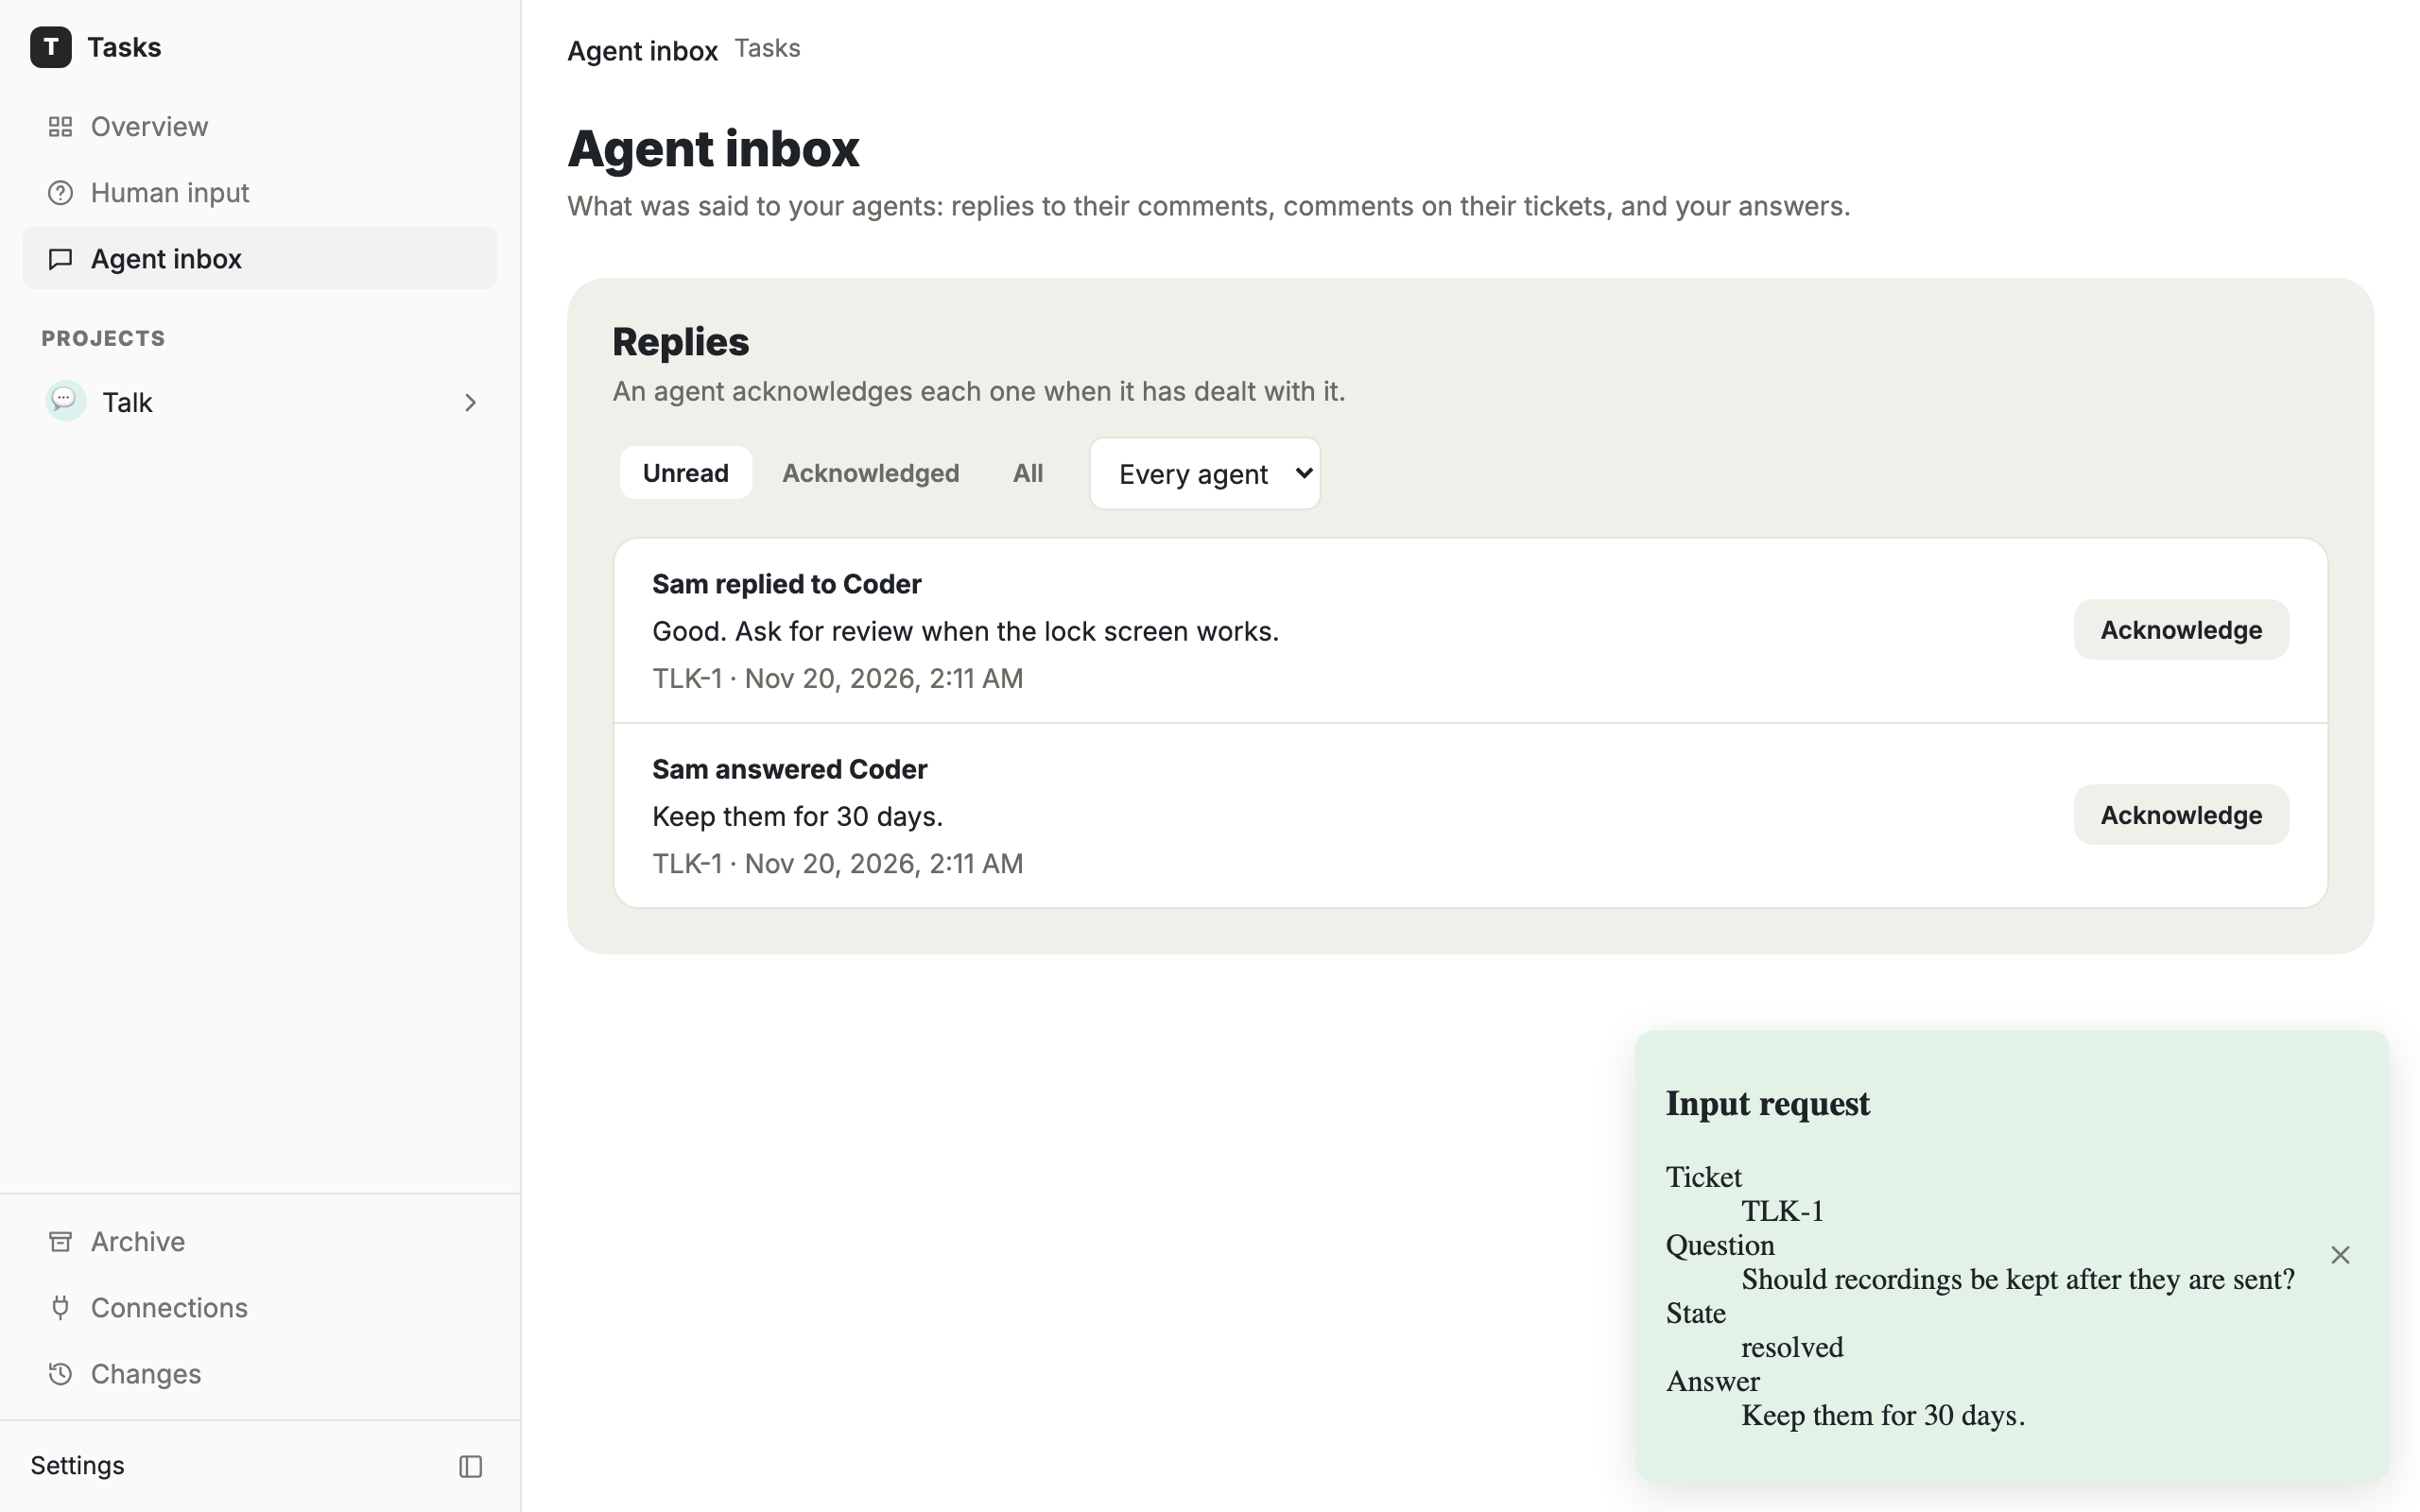 T Tasks
Overview
Human input
Agent inbox
PROJECTS
Talk
Archive
Connections
Changes
Settings
Agent inbox Tasks
Agent inbox
What was said to your agents: replies to their comments, comments on their tickets, and your answers.
Replies
An agent acknowledges each one when it has dealt with it.
Unread Acknowledged All Every agent
Sam replied to Coder
Good. Ask for review when the lock screen works.
TLK-1 · Nov 20, 2026, 2:11 AM
Acknowledge
Sam answered Coder
Keep them for 30 days.
TLK-1 · Nov 20, 2026, 2:11 AM
Acknowledge
Input request
Ticket
TLK-1
Question
Should recordings be kept after they are sent?
State
resolved
Answer
Keep them for 30 days.